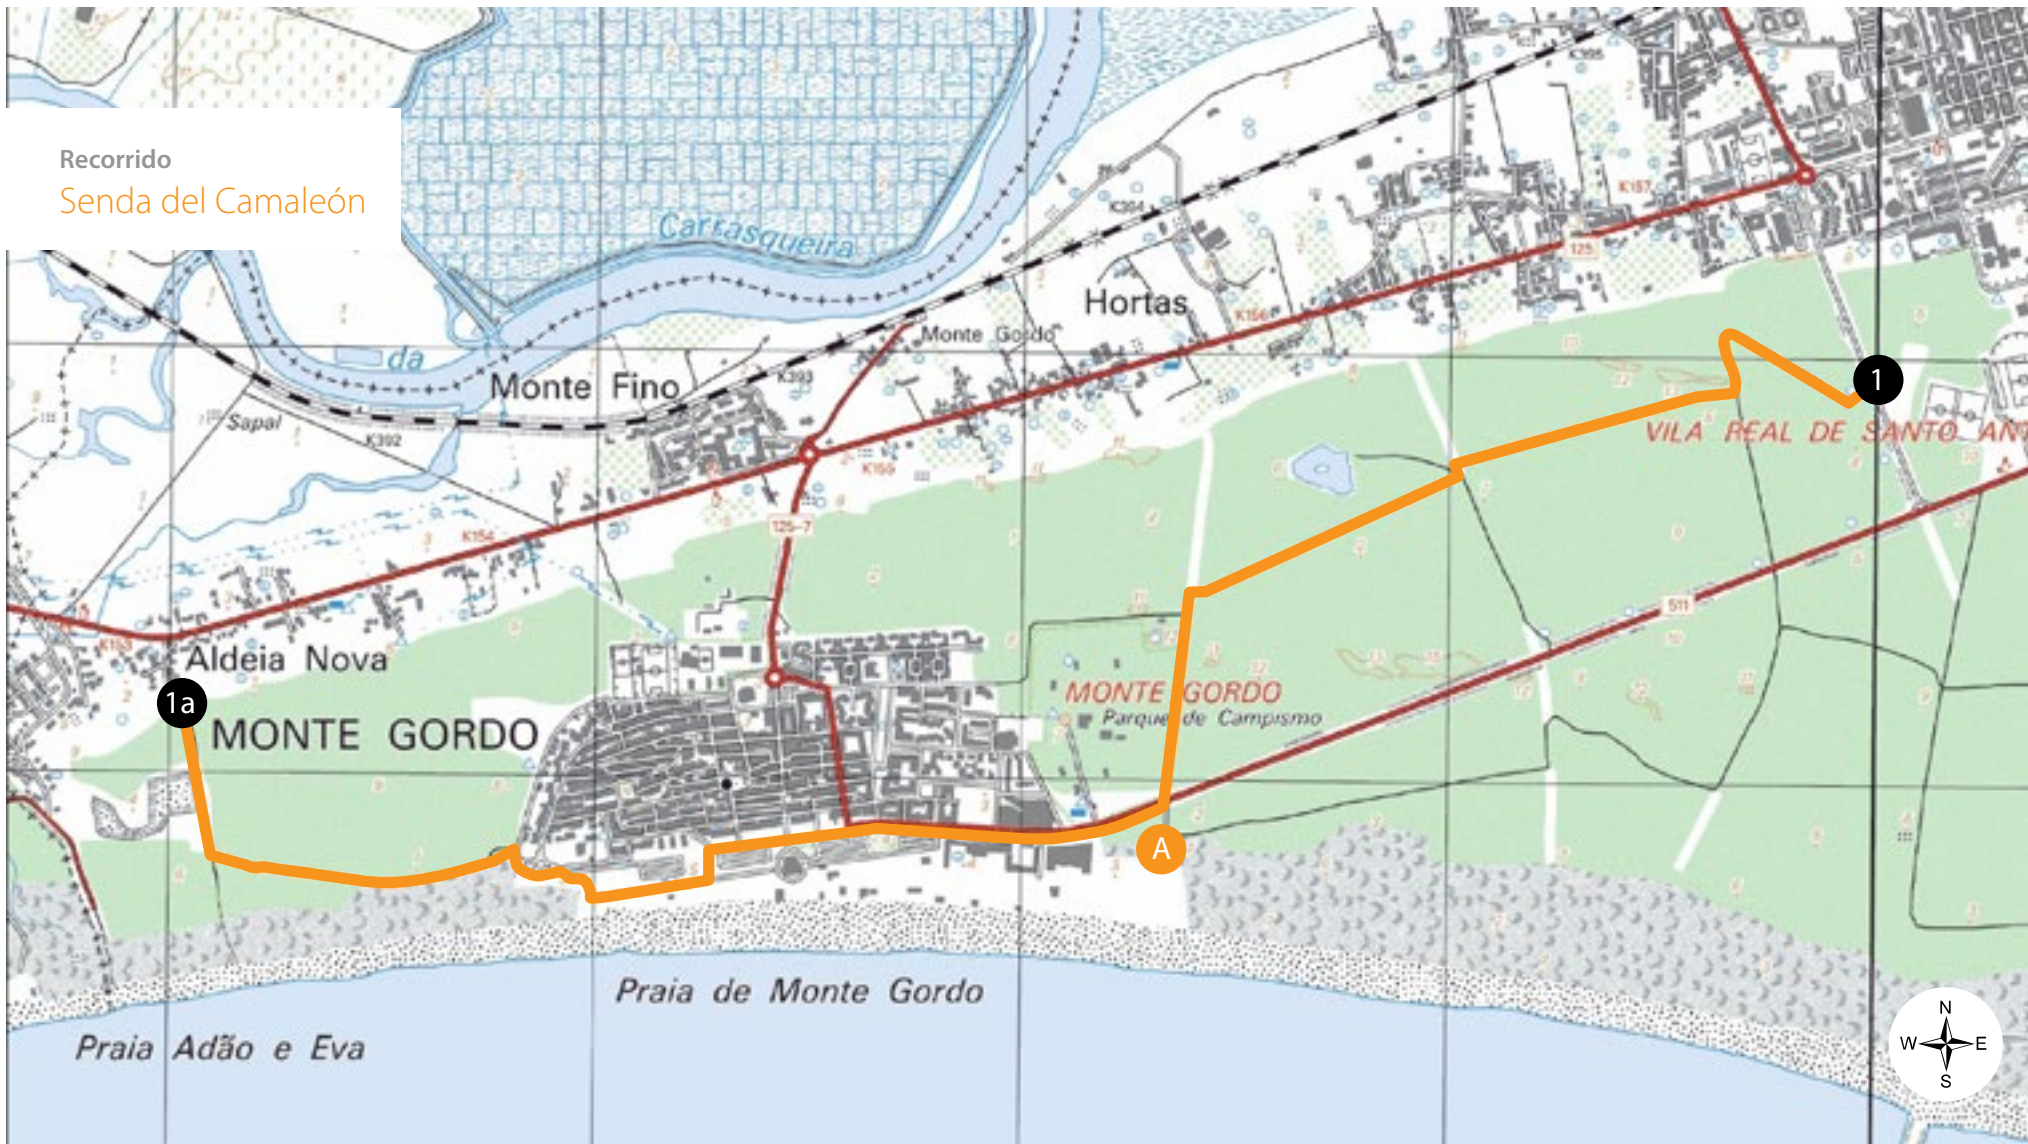 Recorrido
Senda del Camaleón
Carrasqueira
da
Hortas
Monte Gordo
Monte Fino
Sapal
K395
K394
K393
K392
K157
K156
K155
K154
K153
125
125-7
511
1
VILA REAL DE SANTO ANT
Aldeia Nova
1a
MONTE GORDO
MONTE GORDO
Parque de Campismo
A
Praia de Monte Gordo
Praia Adão e Eva
N
W
E
S